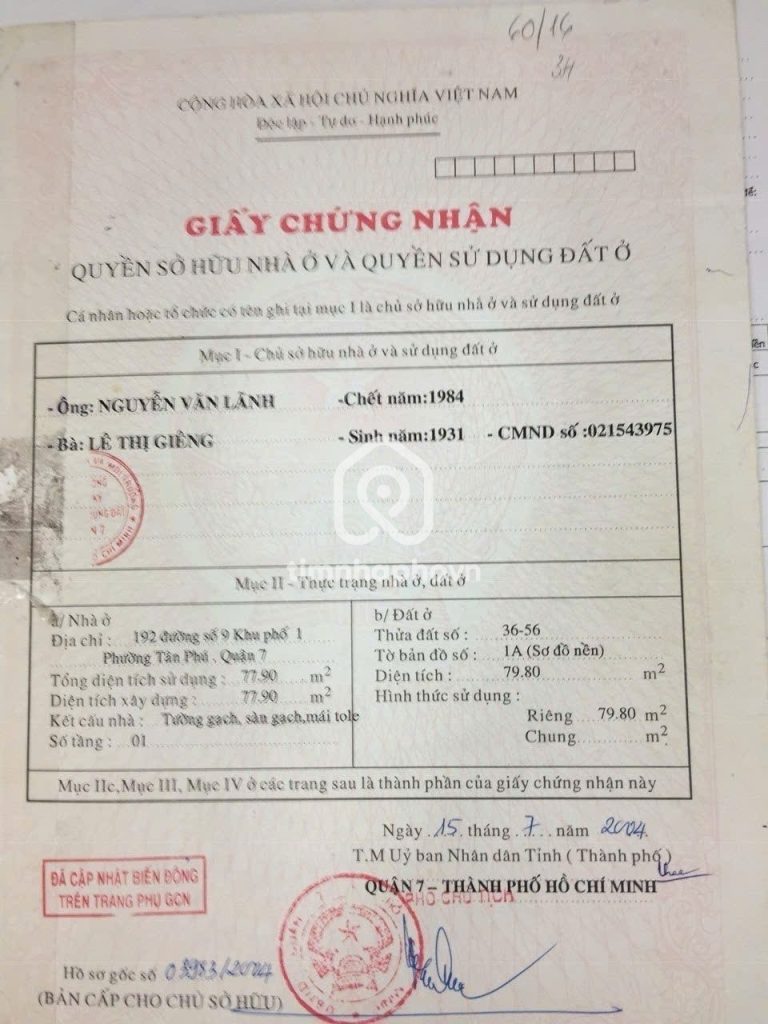 60/16
3H
CỘNG HÒA XÃ HỘI CHỦ NGHĨA VIỆT NAM
Độc lập - Tự do - Hạnh phúc
GIẤY CHỨNG NHẬN
QUYỀN SỞ HỮU NHÀ Ở VÀ QUYỀN SỬ DỤNG ĐẤT Ở
Cá nhân hoặc tổ chức có tên ghi tại mục I là chủ sở hữu nhà ở và sử dụng đất ở
Mục I - Chủ sở hữu nhà ở và sử dụng đất ở
-Ông: NGUYỄN VĂN LÃNH -Chết năm:1984
-Bà: LÊ THỊ GIÊNG - Sinh năm:1931 - CMND số :021543975
timnhapho.vn
Mục II - Thực trạng nhà ở, đất ở
a/ Nhà ở
Địa chỉ : 192 đường số 9 Khu phố 1
Phường Tân Phú , Quận 7
Tổng diện tích sử dụng : 77.90 m2
Diện tích xây dựng : 77.90 m2
Kết cấu nhà : Tường gạch, sàn gạch,mái tole
Số tầng : 01
b/ Đất ở
Thửa đất số : 36-56
Tờ bản đồ số : 1A (Sơ đồ nền)
Diện tích : 79.80 m2
Hình thức sử dụng :
Riêng 79.80 m2
Chung m2
Mục IIc,Mục III, Mục IV ở các trang sau là thành phần của giấy chứng nhận này
Ngày 15 tháng 7 năm 2004
T.M Uỷ ban Nhân dân Tỉnh ( Thành phố )
QUẬN 7 – THÀNH PHỐ HỒ CHÍ MINH
PHÓ CHỦ TỊCH
ĐÃ CẬP NHẬT BIẾN ĐỘNG
TRÊN TRANG PHỤ GCN
Hồ sơ gốc số 03983/2004
(BẢN CẤP CHO CHỦ SỞ HỮU)